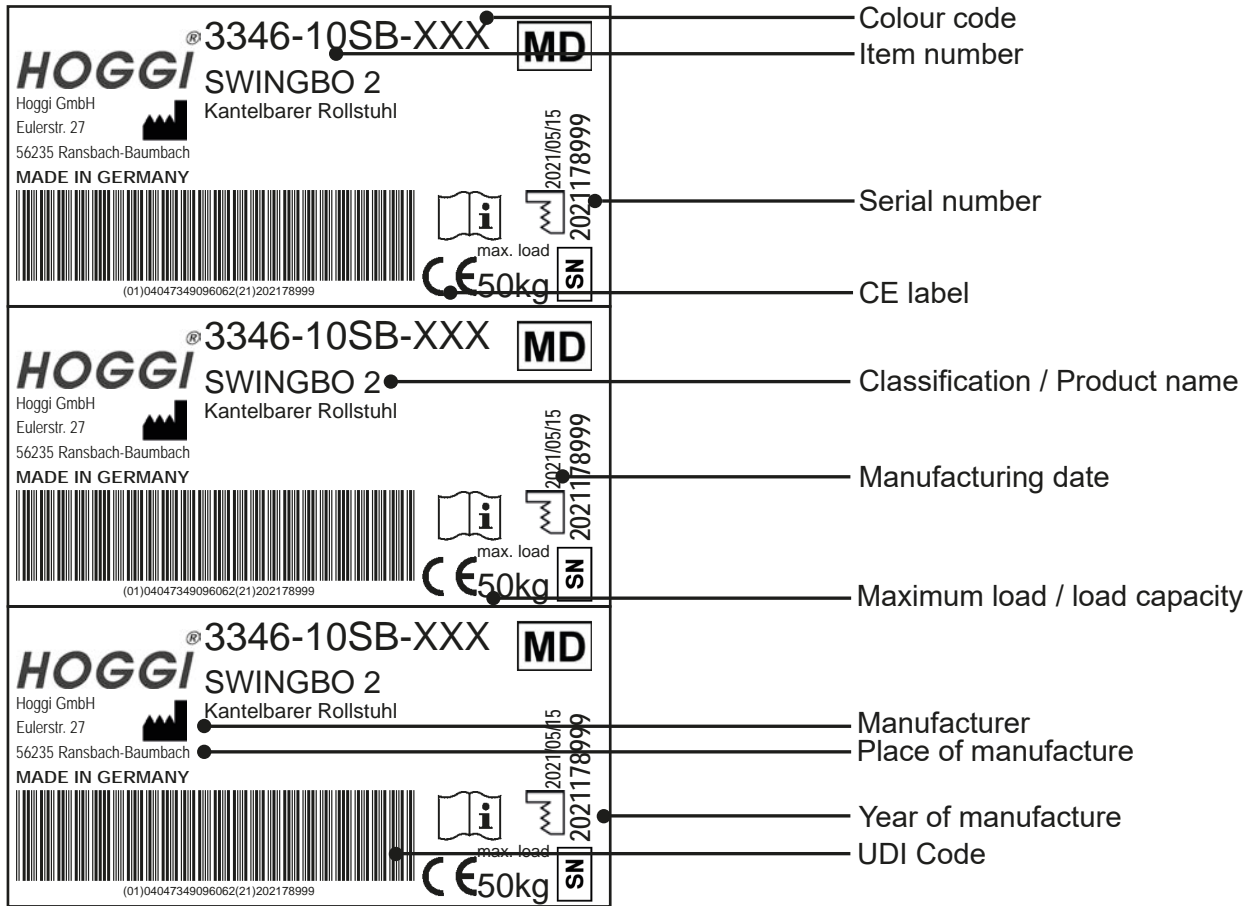 HOGGI®
3346-10SB-XXX
MD
SWINGBO 2
Kantelbarer Rollstuhl
Hoggi GmbH
Eulerstr. 27
56235 Ransbach-Baumbach
MADE IN GERMANY
(01)04047349096062(21)202178999
i
2021/05/15
2021178999
SN
CE
max. load
50kg
HOGGI®
3346-10SB-XXX
MD
SWINGBO 2
Kantelbarer Rollstuhl
Hoggi GmbH
Eulerstr. 27
56235 Ransbach-Baumbach
MADE IN GERMANY
(01)04047349096062(21)202178999
i
2021/05/15
2021178999
SN
CE
max. load
50kg
HOGGI®
3346-10SB-XXX
MD
SWINGBO 2
Kantelbarer Rollstuhl
Hoggi GmbH
Eulerstr. 27
56235 Ransbach-Baumbach
MADE IN GERMANY
(01)04047349096062(21)202178999
i
2021/05/15
2021178999
SN
CE
max. load
50kg
Colour code
Item number
Serial number
CE label
Classification / Product name
Manufacturing date
Maximum load / load capacity
Manufacturer
Place of manufacture
Year of manufacture
UDI Code